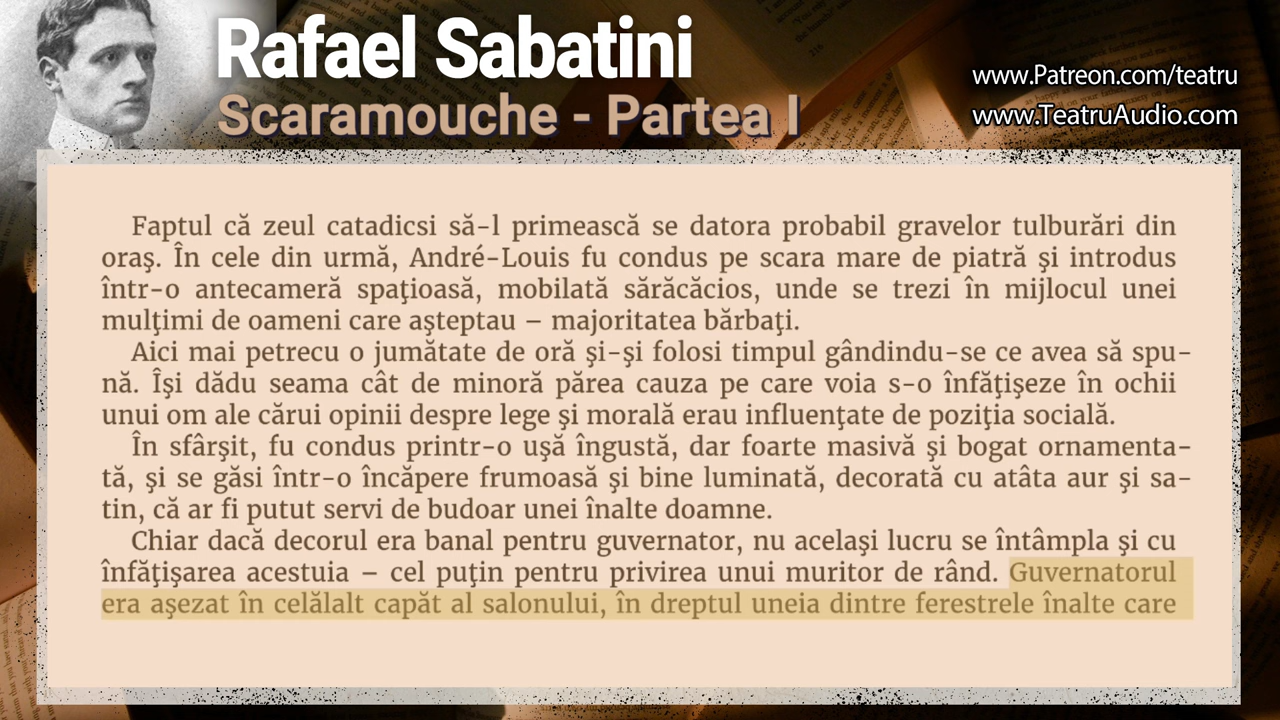 Rafael Sabatini
Scaramouche - Partea I
www.Patreon.com/teatru
www.TeatruAudio.com
Faptul că zeul catadicsi să-l primească se datora probabil gravelor tulburări din
oraş. În cele din urmă, André-Louis fu condus pe scara mare de piatră şi introdus
într-o antecameră spaţioasă, mobilată sărăcăcios, unde se trezi în mijlocul unei
mulţimi de oameni care aşteptau – majoritatea bărbaţi.
Aici mai petrecu o jumătate de oră şi-şi folosi timpul gândindu-se ce avea să spu-
nă. Îşi dădu seama cât de minoră părea cauza pe care voia s-o înfăţişeze în ochii
unui om ale cărui opinii despre lege şi morală erau influenţate de poziţia socială.
În sfârşit, fu condus printr-o uşă îngustă, dar foarte masivă şi bogat ornamenta-
tă, şi se găsi într-o încăpere frumoasă şi bine luminată, decorată cu atâta aur şi sa-
tin, că ar fi putut servi de budoar unei înalte doamne.
Chiar dacă decorul era banal pentru guvernator, nu acelaşi lucru se întâmpla şi cu
înfăţişarea acestuia – cel puţin pentru privirea unui muritor de rând. Guvernatorul
era aşezat în celălalt capăt al salonului, în dreptul uneia dintre ferestrele înalte care